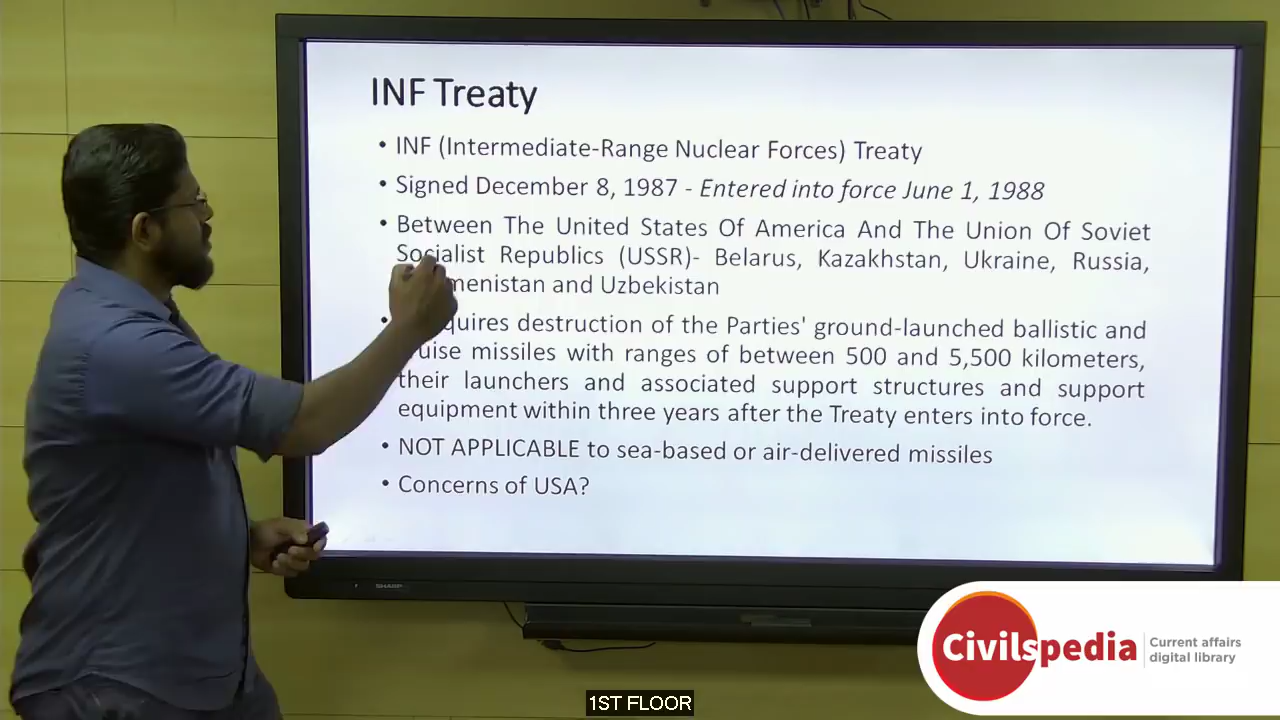 INF Treaty
• INF (Intermediate-Range Nuclear Forces) Treaty
• Signed December 8, 1987 - Entered into force June 1, 1988
• Between The United States Of America And The Union Of Soviet
Socialist Republics (USSR)- Belarus, Kazakhstan, Ukraine, Russia,
menistan and Uzbekistan
• quires destruction of the Parties' ground-launched ballistic and
uise missiles with ranges of between 500 and 5,500 kilometers,
their launchers and associated support structures and support
equipment within three years after the Treaty enters into force.
• NOT APPLICABLE to sea-based or air-delivered missiles
• Concerns of USA?
SHARP
Civilspedia
Current affairs
digital library
1ST FLOOR